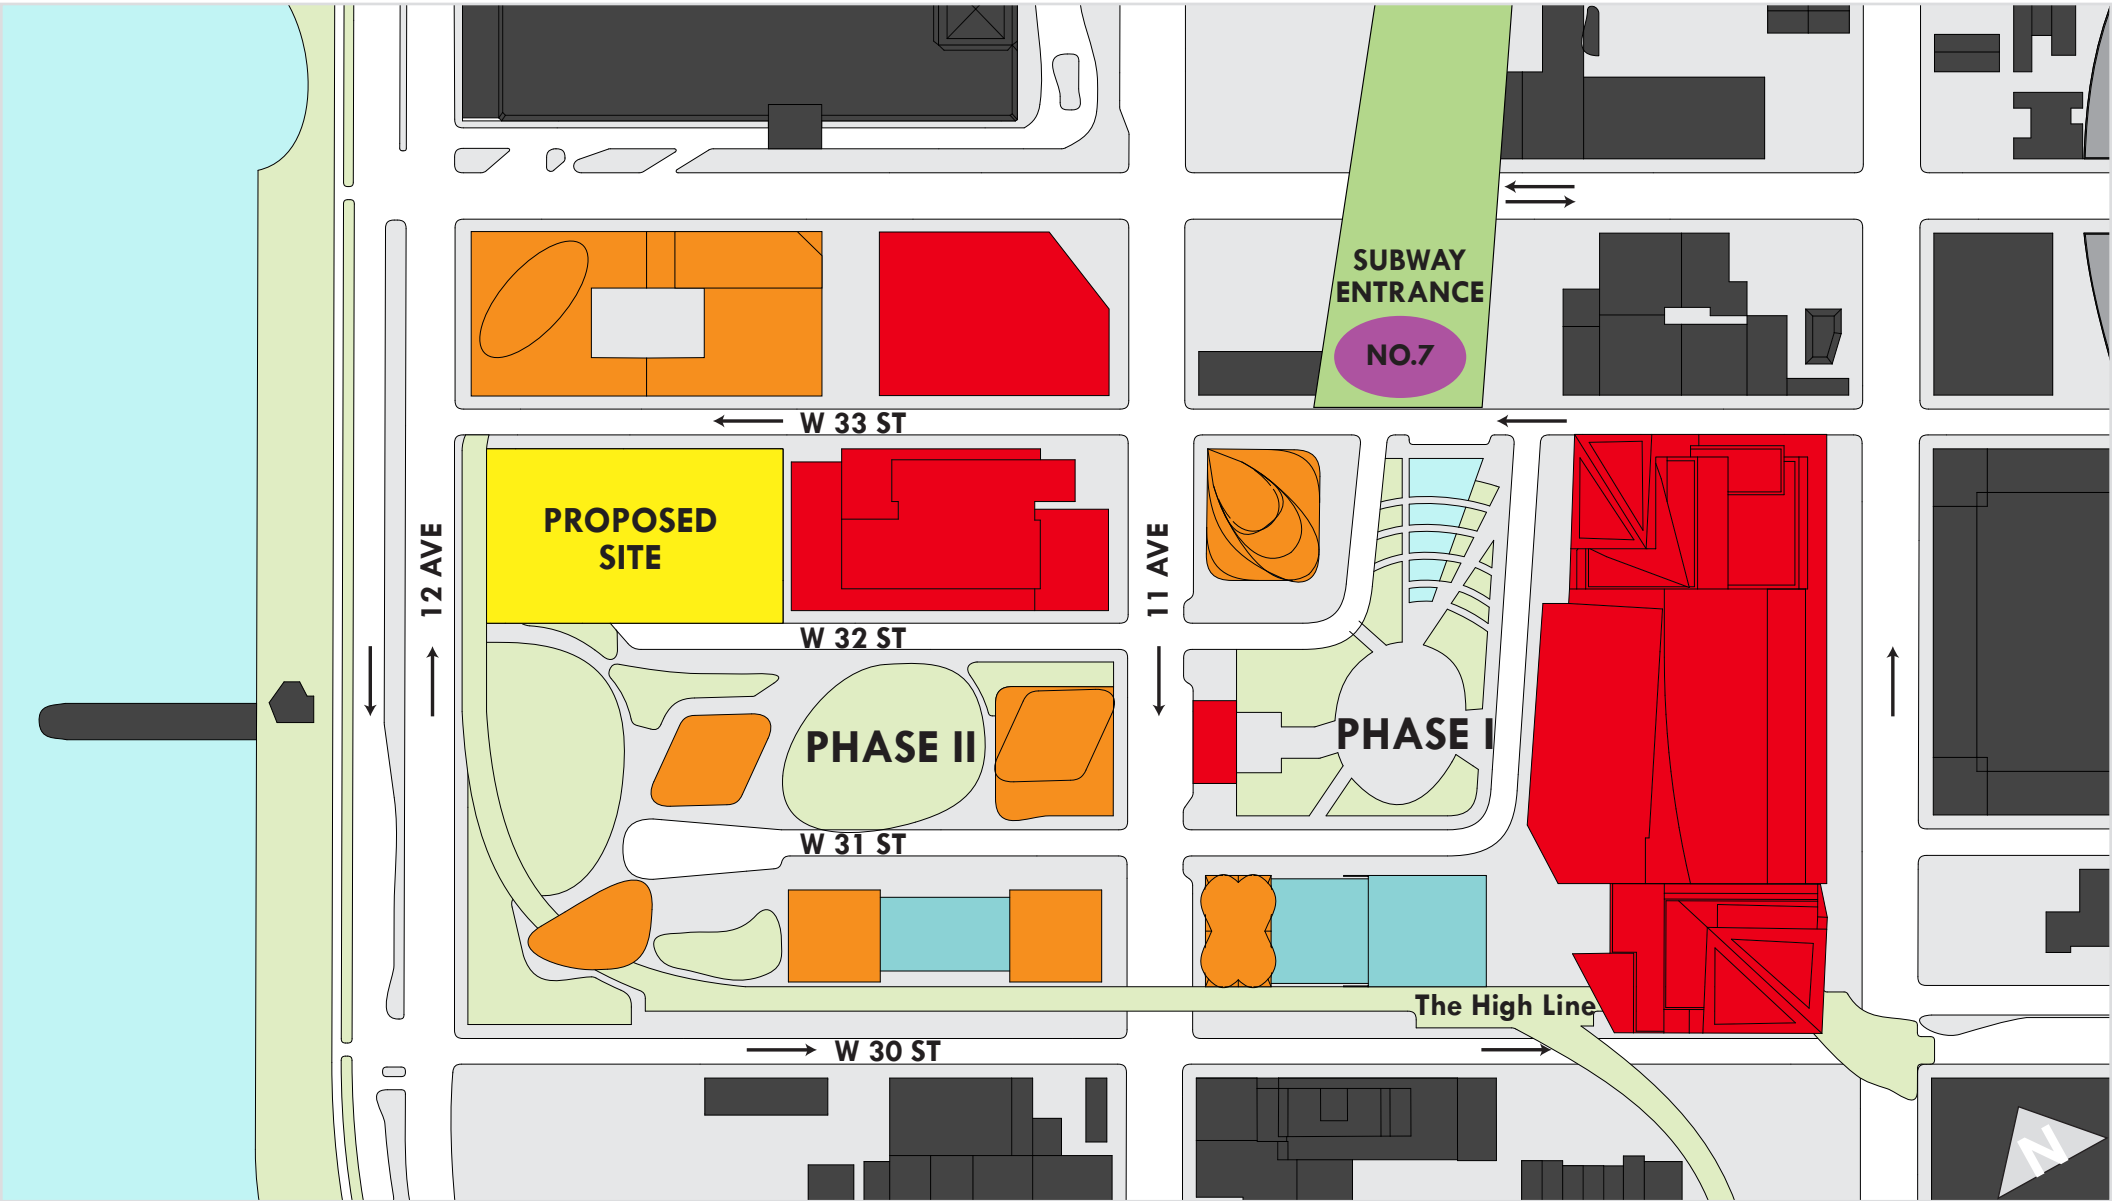 SUBWAY
ENTRANCE
NO.7
W 33 ST
PROPOSED
SITE
12 AVE
11 AVE
W 32 ST
PHASE II
PHASE I
W 31 ST
The High Line
W 30 ST
N